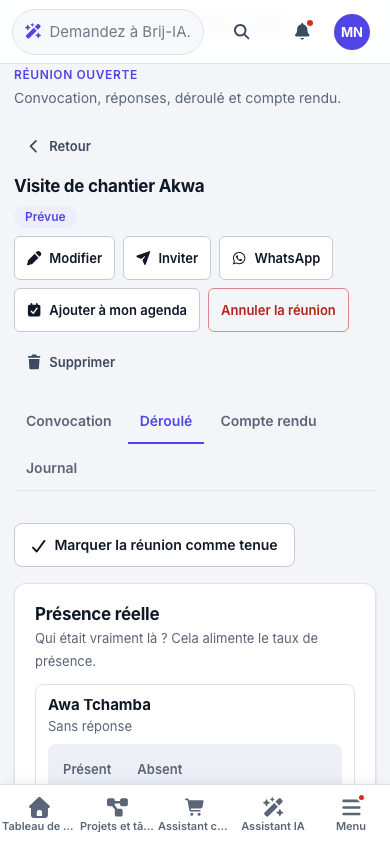 Demandez à Brij-IA.
MN
RÉUNION OUVERTE
Convocation, réponses, déroulé et compte rendu.
Retour
Visite de chantier Akwa
Prévue
Modifier
Inviter
WhatsApp
Ajouter à mon agenda
Annuler la réunion
Supprimer
Convocation
Déroulé
Compte rendu
Journal
Marquer la réunion comme tenue
Présence réelle
Qui était vraiment là ? Cela alimente le taux de
présence.
Awa Tchamba
Sans réponse
Présent
Absent
Tableau de ...
Projets et tâ...
Assistant c...
Assistant IA
Menu